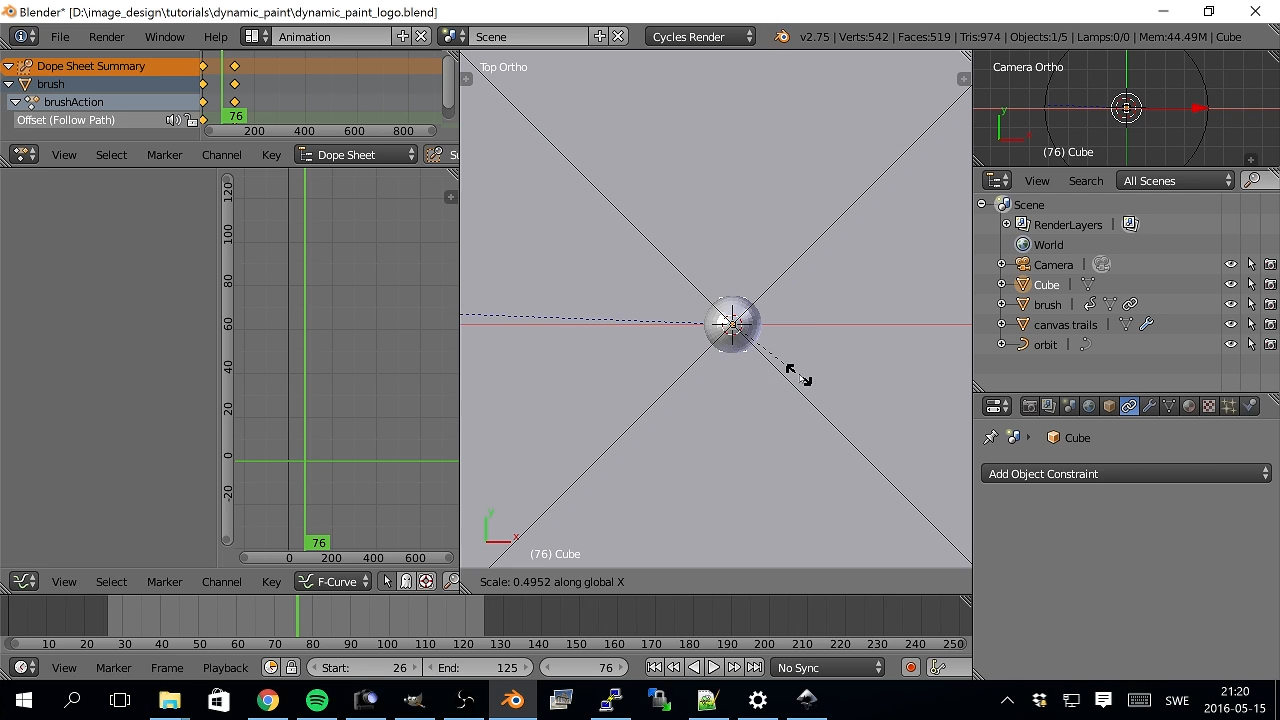 Blender* [D:\image_design\tutorials\dynamic_paint\dynamic_paint_logo.blend]
File Render Window Help Animation Scene Cycles Render v2.75 | Verts:542 | Faces:519 | Tris:974 | Objects:1/5 | Lamps:0/0 | Mem:44.49M | Cube
Dope Sheet Summary
brush
brushAction
Offset (Follow Path)
76
200 400 600 800
View Select Marker Channel Key Dope Sheet Su
120
100
80
60
40
20
0
-20
76
0 200 400 600
View Select Marker Channel Key F-Curve
Top Ortho
y
x
(76) Cube
Scale: 0.4952 along global X
Camera Ortho
y
(76) Cube
View Search All Scenes
Scene
RenderLayers
World
Camera
Cube
brush
canvas trails
orbit
Cube
Add Object Constraint
10 20 30 40 50 60 70 80 90 100 110 120 130 140 150 160 170 180 190 200 210 220 230 240 250
View Marker Frame Playback Start: 26 End: 125 76 No Sync
SWE
21:20
2016-05-15